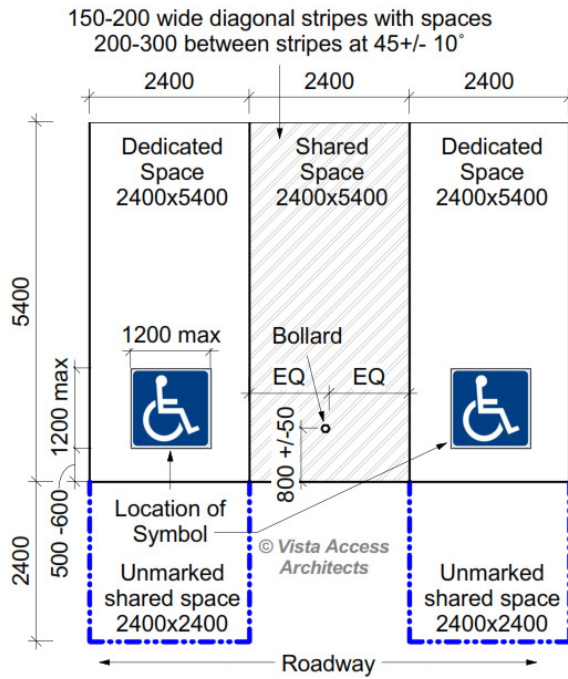 150-200 wide diagonal stripes with spaces
200-300 between stripes at 45+/- 10°
2400
2400
2400
Dedicated
Space
2400x5400
Shared
Space
2400x5400
Dedicated
Space
2400x5400
5400
1200 max
Bollard
EQ
EQ
1200 max
800 +/-50
500 -600
Location of
Symbol
© Vista Access
Architects
2400
Unmarked
shared space
2400x2400
Unmarked
shared space
2400x2400
Roadway